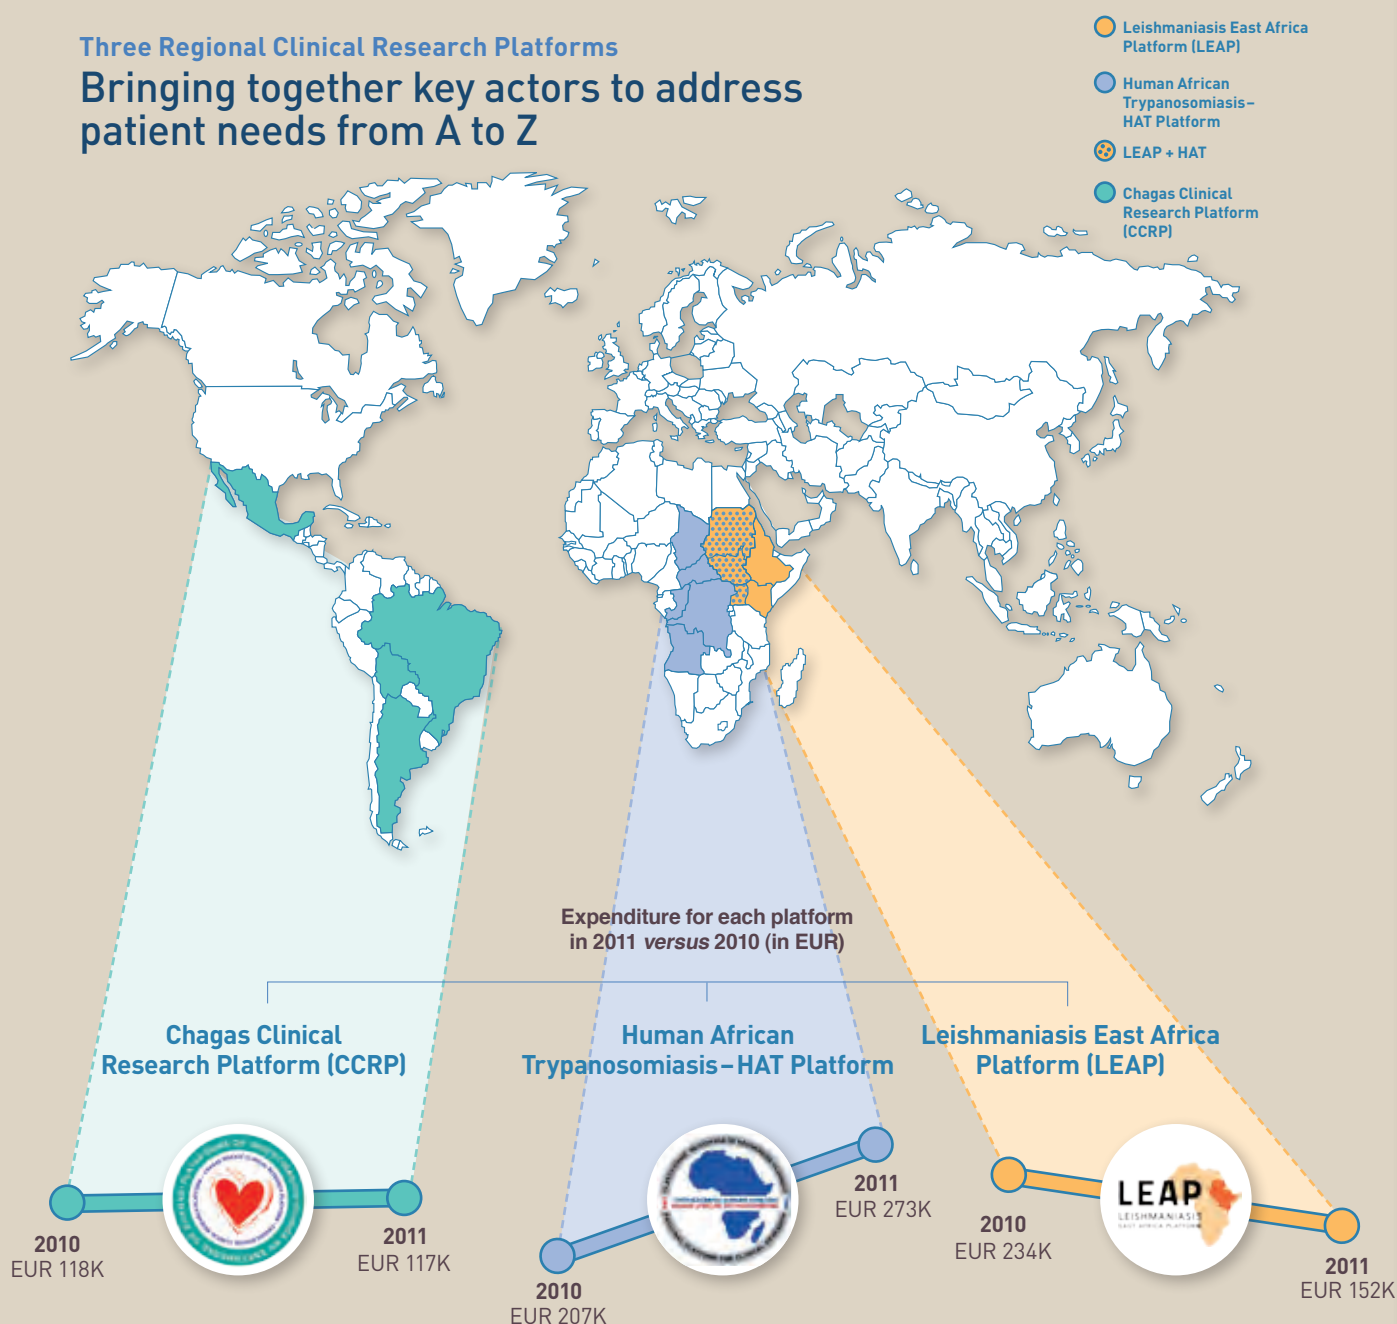 Three Regional Clinical Research Platforms
Bringing together key actors to address
patient needs from A to Z
Leishmaniasis East Africa
Platform (LEAP)
Human African
Trypanosomiasis–
HAT Platform
LEAP + HAT
Chagas Clinical
Research Platform
(CCRP)
Expenditure for each platform
in 2011 versus 2010 (in EUR)
Chagas Clinical
Research Platform (CCRP)
Human African
Trypanosomiasis–HAT Platform
Leishmaniasis East Africa
Platform (LEAP)
2010
EUR 118K
2011
EUR 117K
2010
EUR 207K
2011
EUR 273K
2010
EUR 234K
LEAP
LEISHMANIASIS
EAST AFRICA PLATFORM
2011
EUR 152K